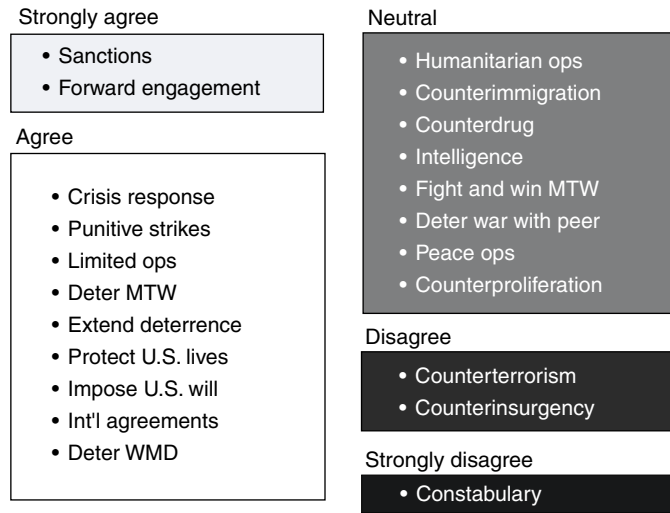 Strongly agree
• Sanctions
• Forward engagement
Agree
• Crisis response
• Punitive strikes
• Limited ops
• Deter MTW
• Extend deterrence
• Protect U.S. lives
• Impose U.S. will
• Int'l agreements
• Deter WMD
Neutral
• Humanitarian ops
• Counterimmigration
• Counterdrug
• Intelligence
• Fight and win MTW
• Deter war with peer
• Peace ops
• Counterproliferation
Disagree
• Counterterrorism
• Counterinsurgency
Strongly disagree
• Constabulary